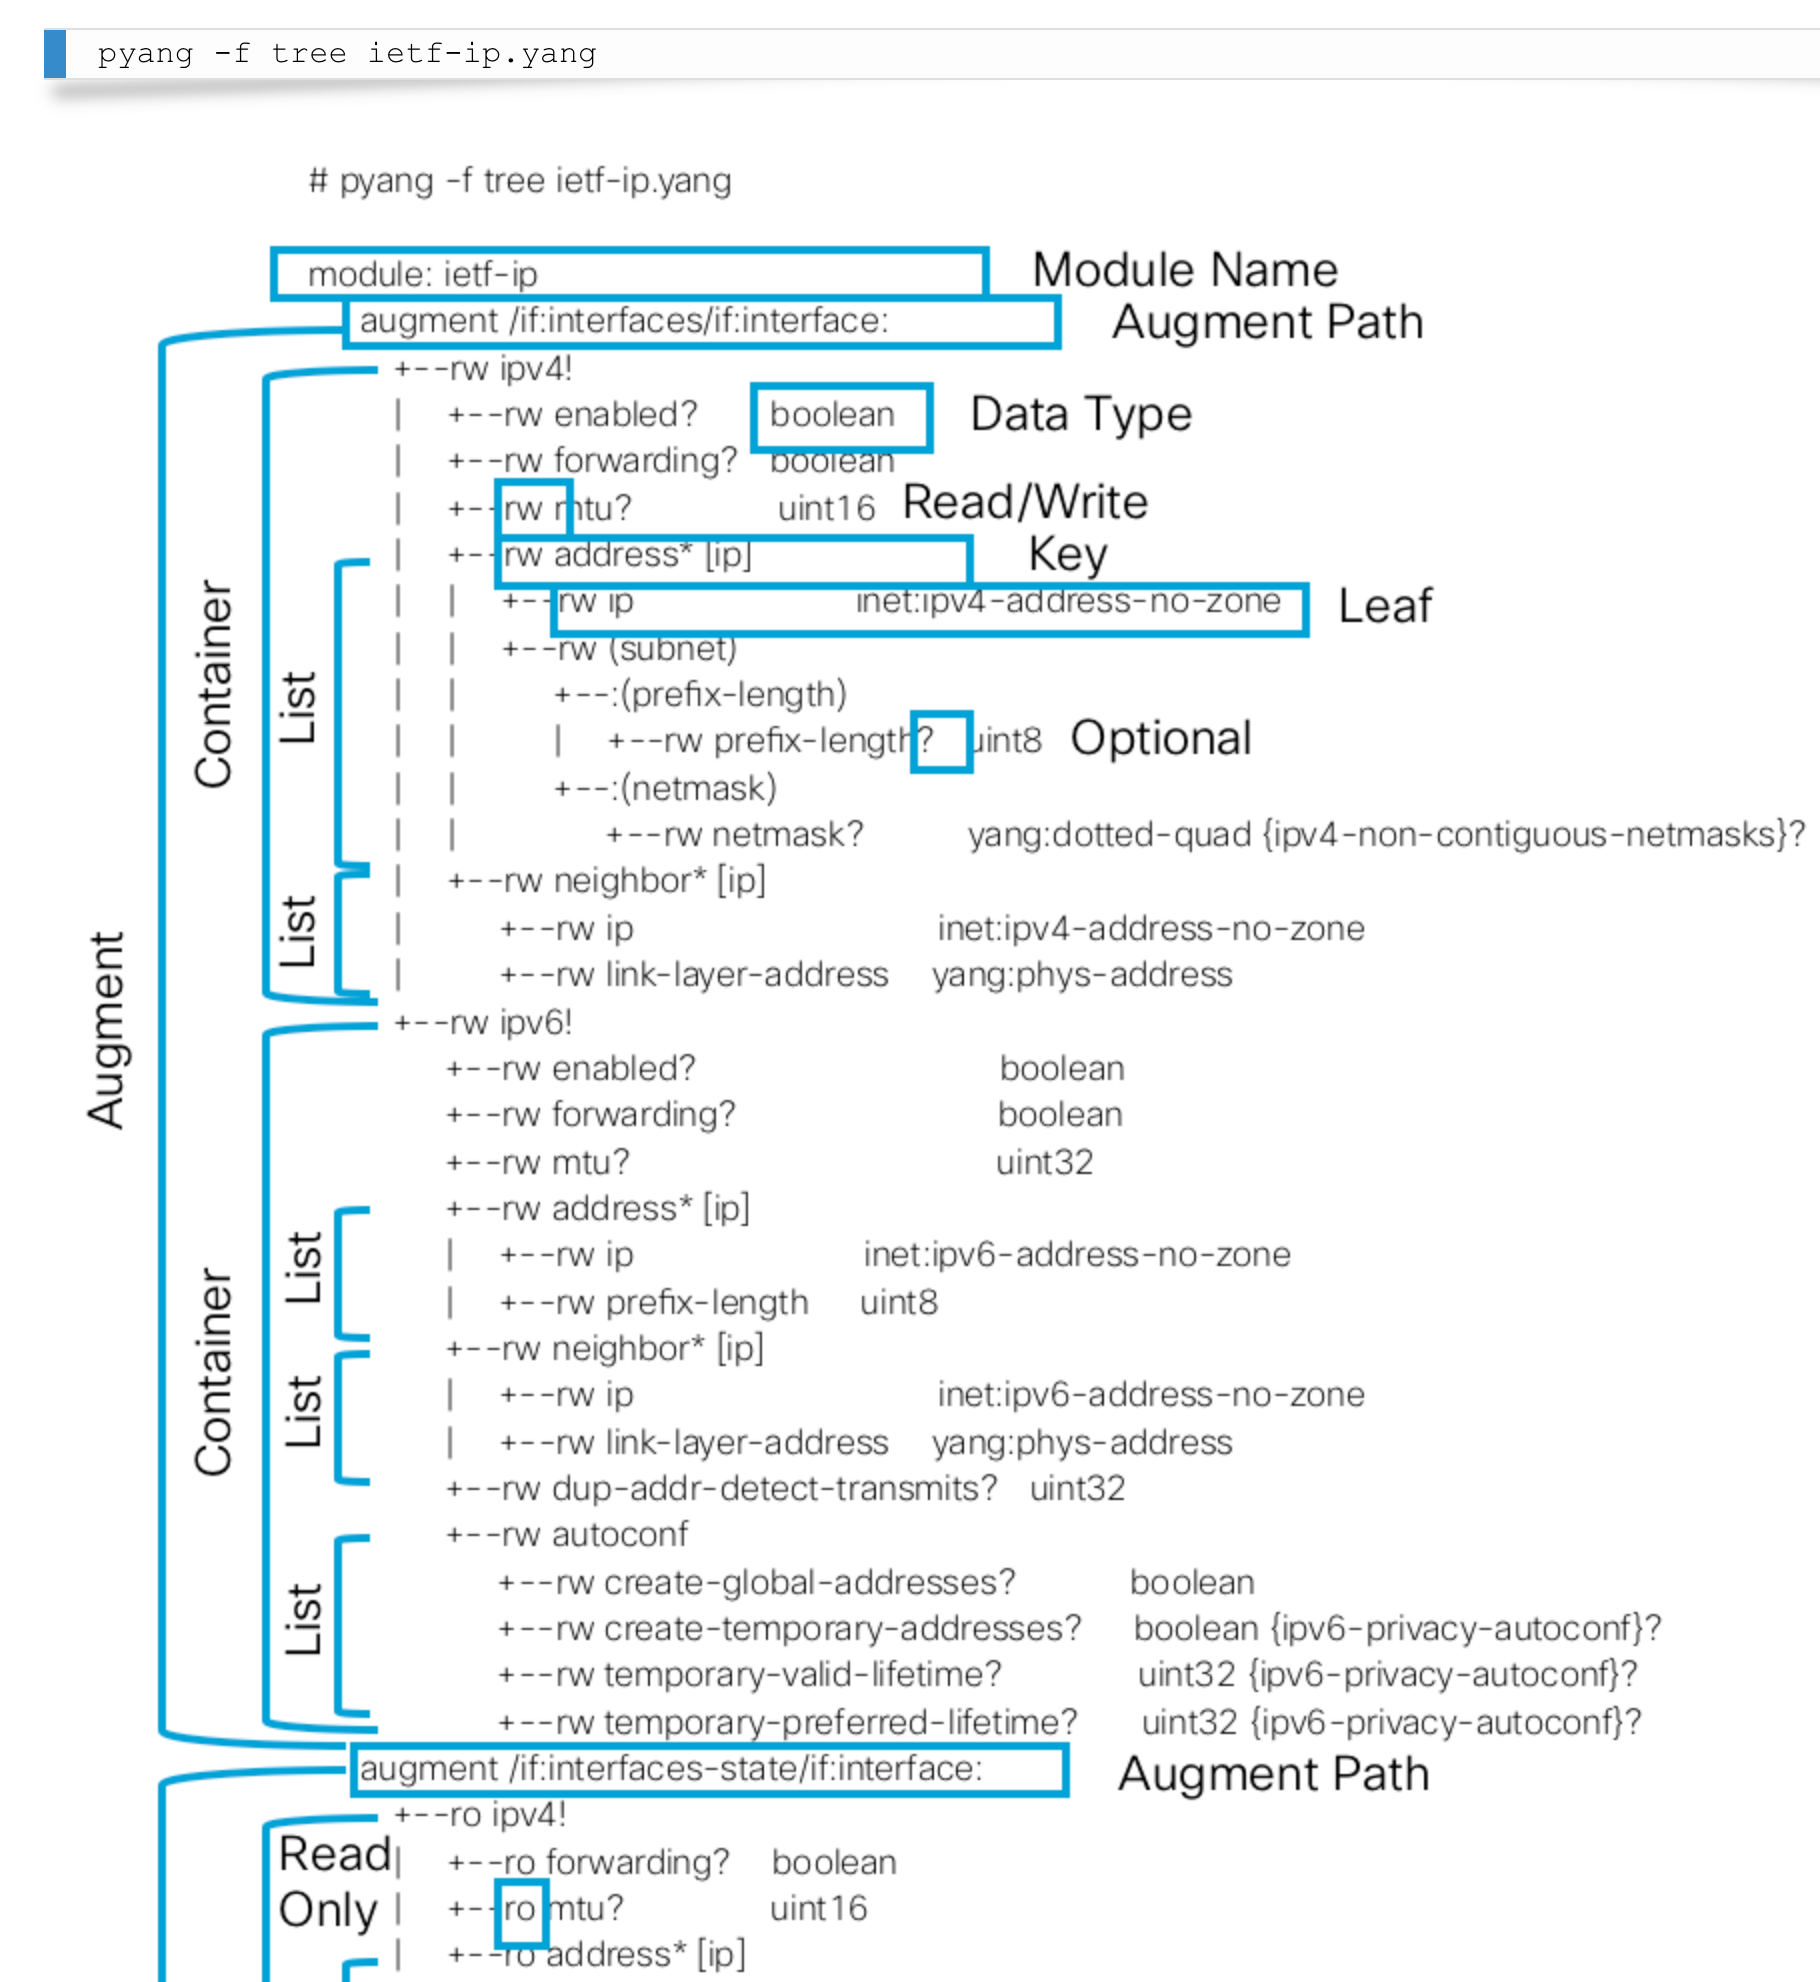 pyang -f tree ietf-ip.yang
# pyang -f tree ietf-ip.yang
module: ietf-ip Module Name
augment /if:interfaces/if:interface: Augment Path
+--rw ipv4!
| +--rw enabled? boolean Data Type
| +--rw forwarding? boolean
| +--rw mtu? uint16 Read/Write
| +--rw address* [ip] Key
| | +--rw ip inet:ipv4-address-no-zone Leaf
| | +--rw (subnet)
| | +--:(prefix-length)
| | | +--rw prefix-length? uint8 Optional
| | +--:(netmask)
| | +--rw netmask? yang:dotted-quad {ipv4-non-contiguous-netmasks}?
| +--rw neighbor* [ip]
| +--rw ip inet:ipv4-address-no-zone
| +--rw link-layer-address yang:phys-address
+--rw ipv6!
+--rw enabled? boolean
+--rw forwarding? boolean
+--rw mtu? uint32
+--rw address* [ip]
| +--rw ip inet:ipv6-address-no-zone
| +--rw prefix-length uint8
+--rw neighbor* [ip]
| +--rw ip inet:ipv6-address-no-zone
| +--rw link-layer-address yang:phys-address
+--rw dup-addr-detect-transmits? uint32
+--rw autoconf
+--rw create-global-addresses? boolean
+--rw create-temporary-addresses? boolean {ipv6-privacy-autoconf}?
+--rw temporary-valid-lifetime? uint32 {ipv6-privacy-autoconf}?
+--rw temporary-preferred-lifetime? uint32 {ipv6-privacy-autoconf}?
augment /if:interfaces-state/if:interface: Augment Path
+--ro ipv4!
| +--ro forwarding? boolean
| +--ro mtu? uint16
| +--ro address* [ip]
Read
Only
Augment
Container
List
List
Container
List
List
List